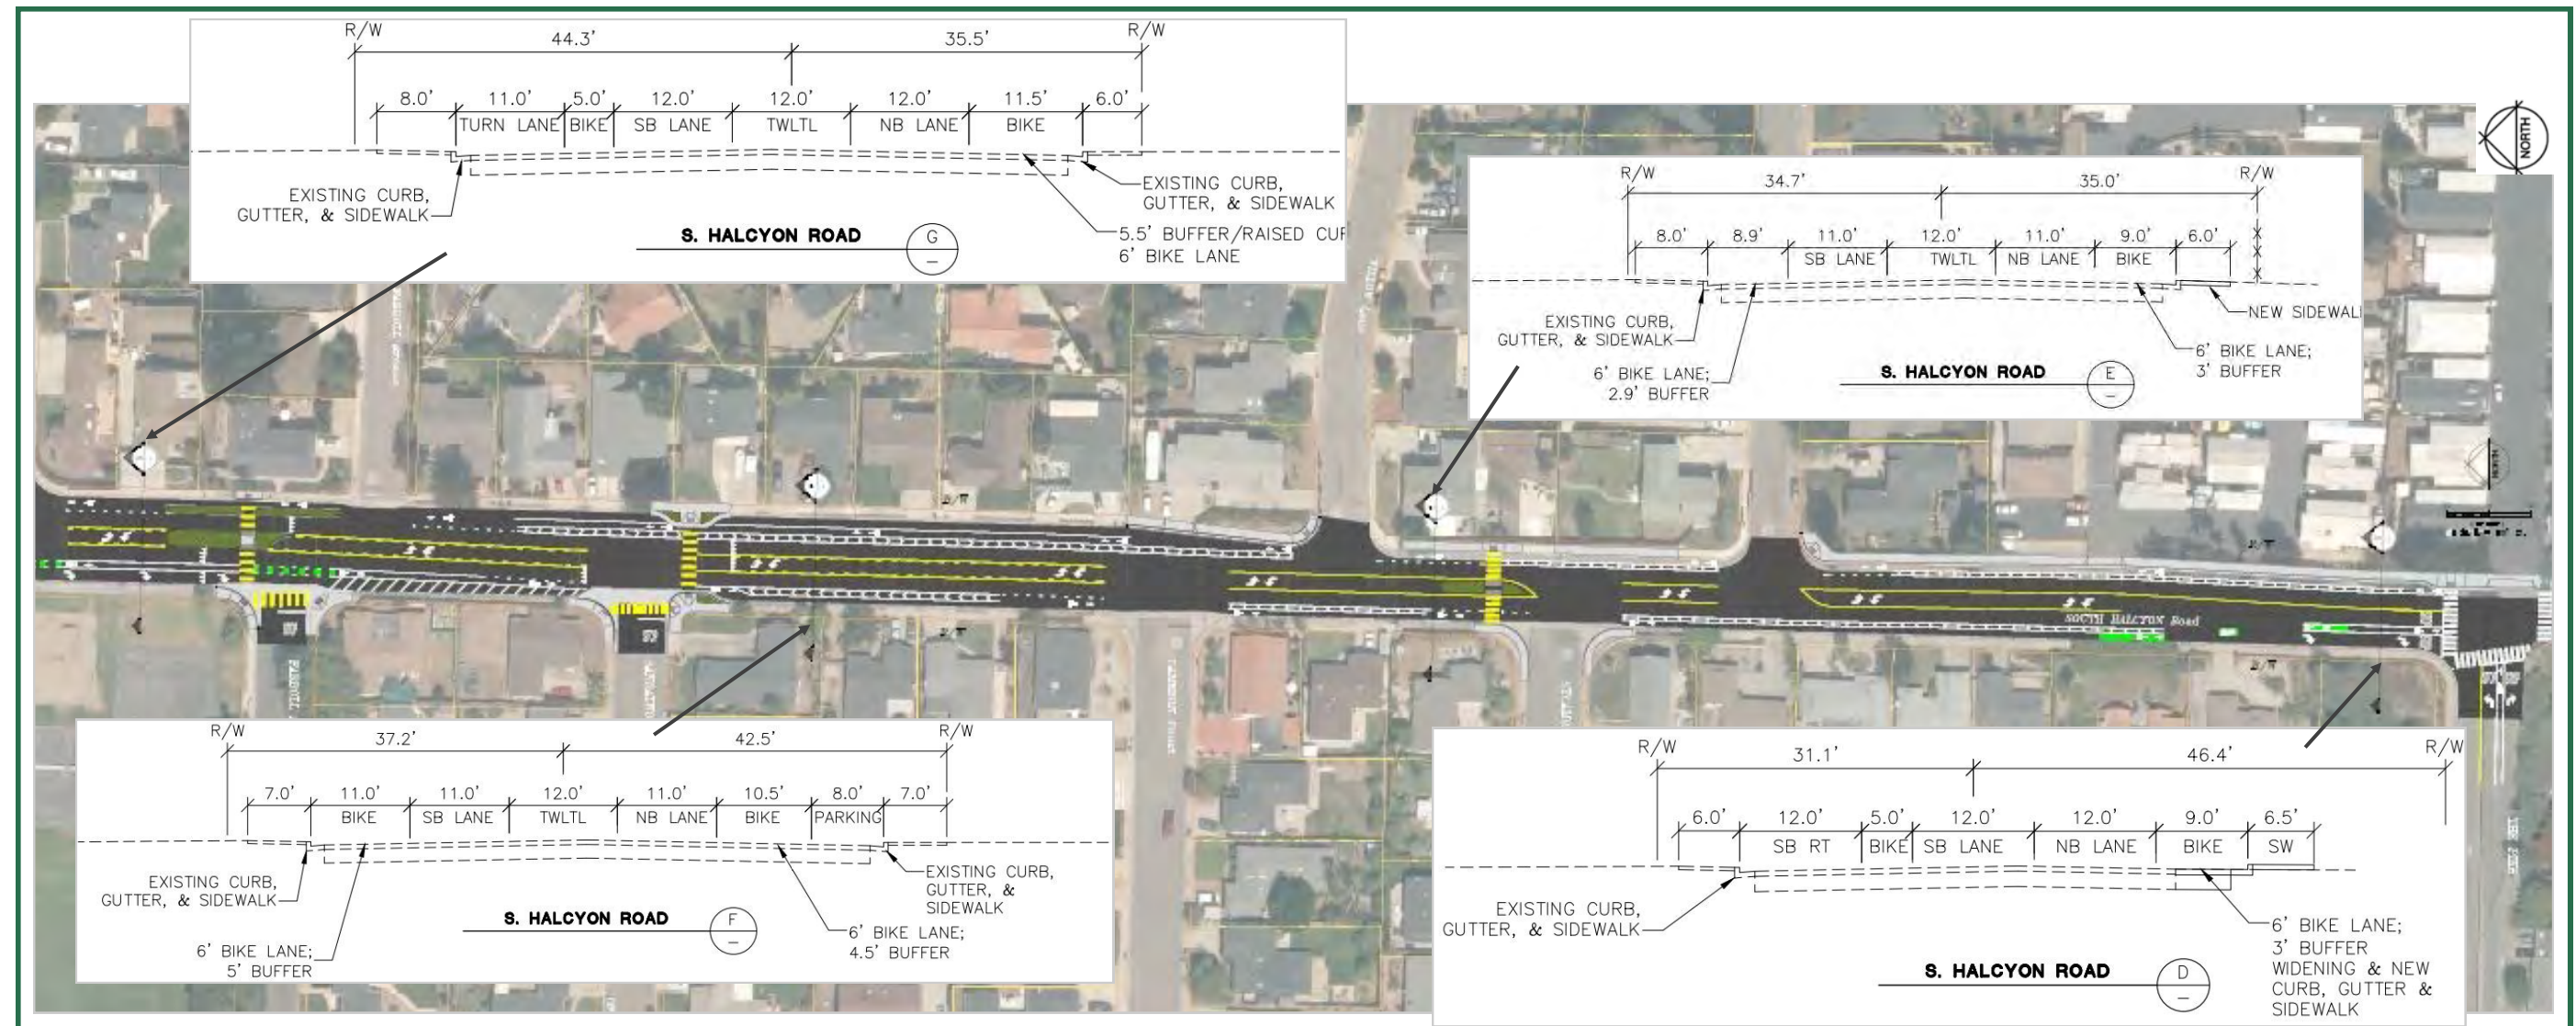 R/W
R/W
44.3'
35.5'
8.0'
11.0'
5.0'
12.0'
12.0'
12.0'
11.5'
6.0'
TURN LANE
BIKE
SB LANE
TWLTL
NB LANE
BIKE
EXISTING CURB,
GUTTER, & SIDEWALK
EXISTING CURB,
GUTTER, & SIDEWALK
5.5' BUFFER/RAISED CUR
6' BIKE LANE
S. HALCYON ROAD
G
–
NORTH
R/W
R/W
34.7'
35.0'
8.0'
8.9'
11.0'
12.0'
11.0'
9.0'
6.0'
SB LANE
TWLTL
NB LANE
BIKE
EXISTING CURB,
GUTTER, & SIDEWALK
NEW SIDEWAL
6' BIKE LANE;
2.9' BUFFER
6' BIKE LANE;
3' BUFFER
S. HALCYON ROAD
E
–
SOUTH HALCYON Road
R/W
R/W
37.2'
42.5'
7.0'
11.0'
11.0'
12.0'
11.0'
10.5'
8.0'
7.0'
BIKE
SB LANE
TWLTL
NB LANE
BIKE
PARKING
EXISTING CURB,
GUTTER, & SIDEWALK
EXISTING CURB,
GUTTER, &
SIDEWALK
6' BIKE LANE;
5' BUFFER
6' BIKE LANE;
4.5' BUFFER
S. HALCYON ROAD
F
–
R/W
R/W
31.1'
46.4'
6.0'
12.0'
5.0'
12.0'
12.0'
9.0'
6.5'
SB RT
BIKE
SB LANE
NB LANE
BIKE
SW
EXISTING CURB,
GUTTER, & SIDEWALK
6' BIKE LANE;
3' BUFFER
WIDENING & NEW
CURB, GUTTER &
SIDEWALK
S. HALCYON ROAD
D
–